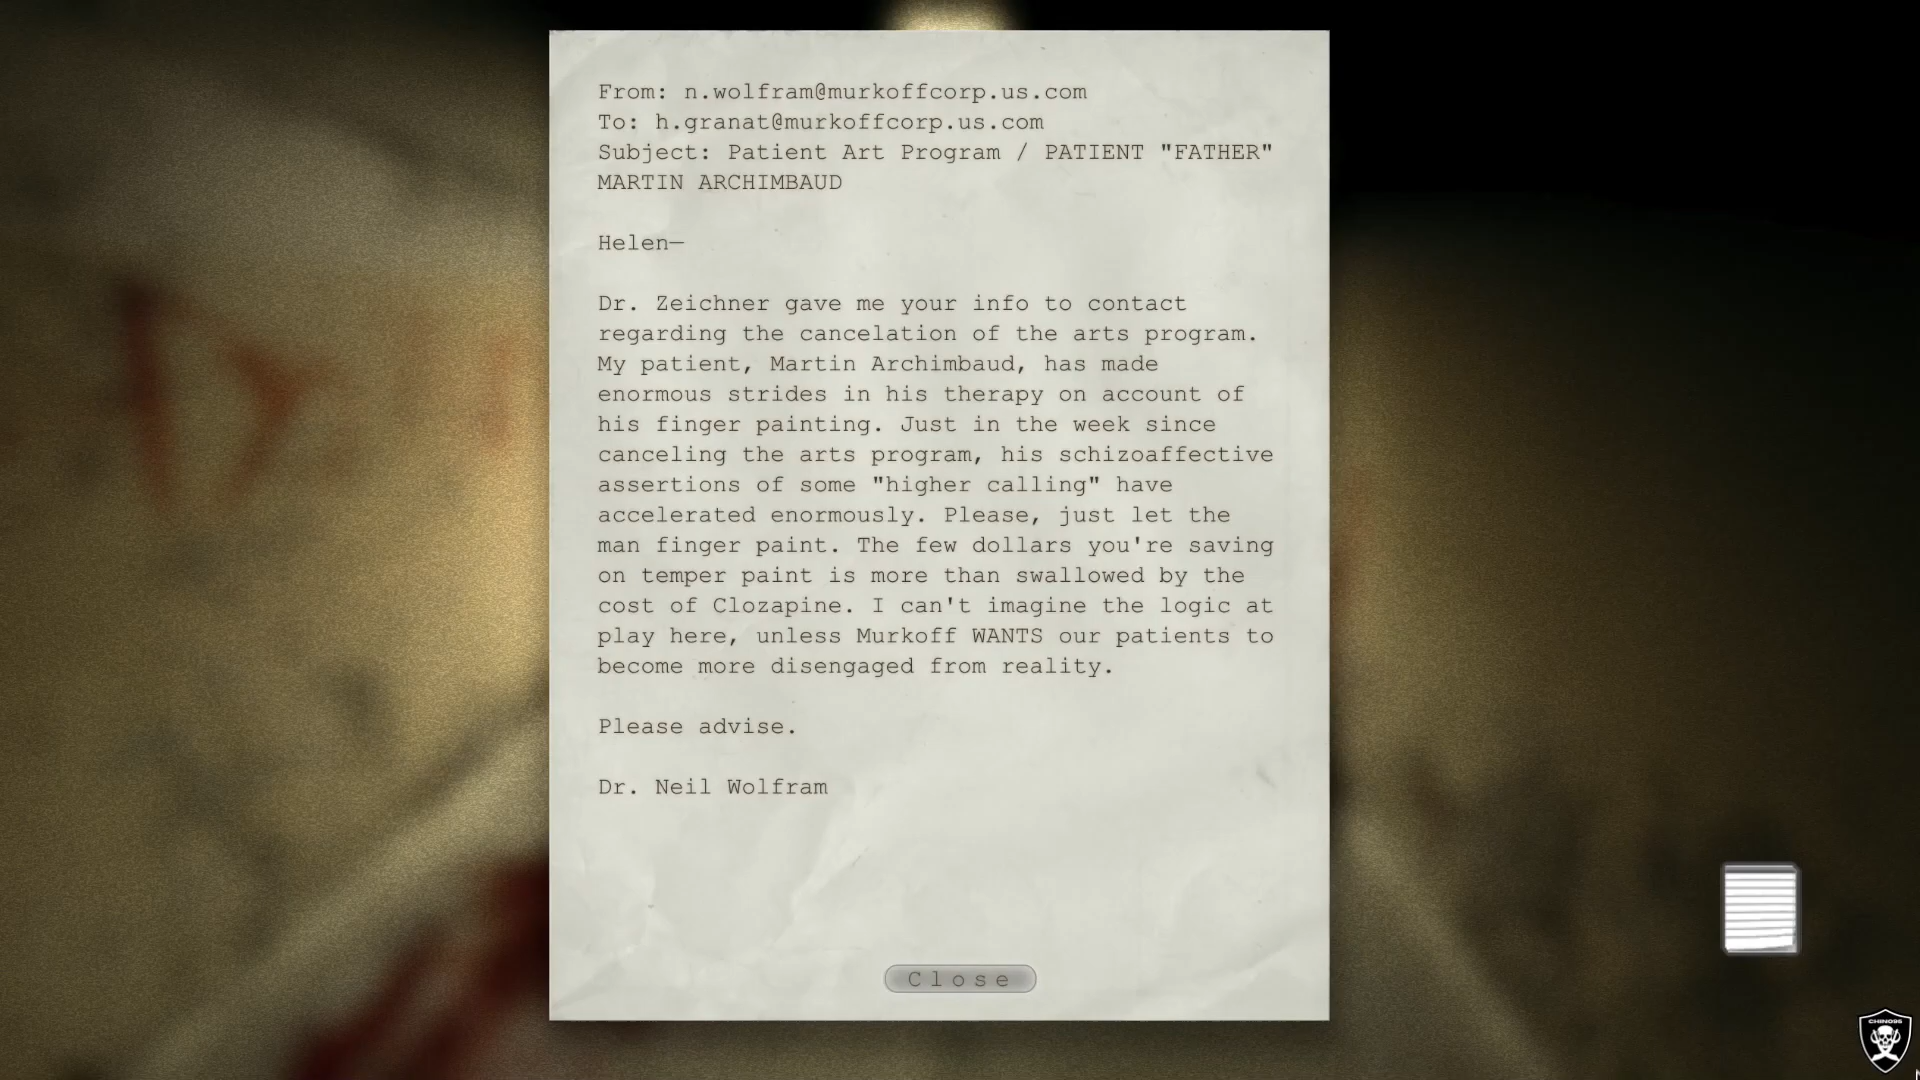 From: n.wolfram@murkoffcorp.us.com
To: h.granat@murkoffcorp.us.com
Subject: Patient Art Program / PATIENT "FATHER"
MARTIN ARCHIMBAUD
Helen—
Dr. Zeichner gave me your info to contact
regarding the cancelation of the arts program.
My patient, Martin Archimbaud, has made
enormous strides in his therapy on account of
his finger painting. Just in the week since
canceling the arts program, his schizoaffective
assertions of some "higher calling" have
accelerated enormously. Please, just let the
man finger paint. The few dollars you're saving
on temper paint is more than swallowed by the
cost of Clozapine. I can't imagine the logic at
play here, unless Murkoff WANTS our patients to
become more disengaged from reality.
Please advise.
Dr. Neil Wolfram
Close
CHINO96